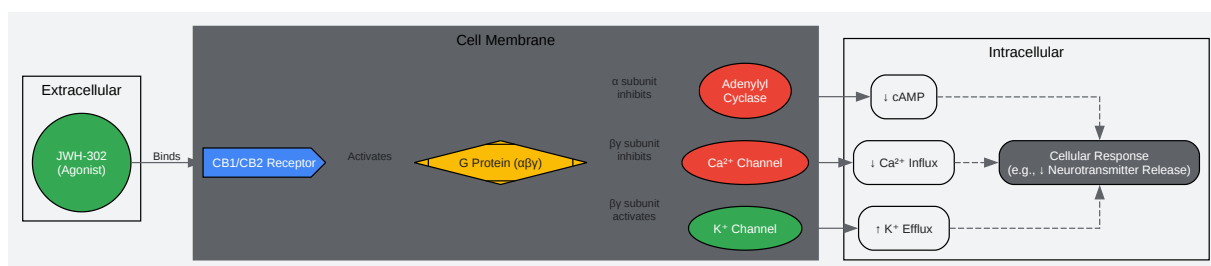 Cell Membrane
Intracellular
Extracellular
JWH-302
(Agonist)
Binds
CB1/CB2 Receptor
Activates
G Protein (αβγ)
α subunit
inhibits
βγ subunit
inhibits
βγ subunit
activates
Adenylyl
Cyclase
Ca²⁺ Channel
K⁺ Channel
↓ cAMP
↓ Ca²⁺ Influx
↑ K⁺ Efflux
Cellular Response
(e.g., ↓ Neurotransmitter Release)